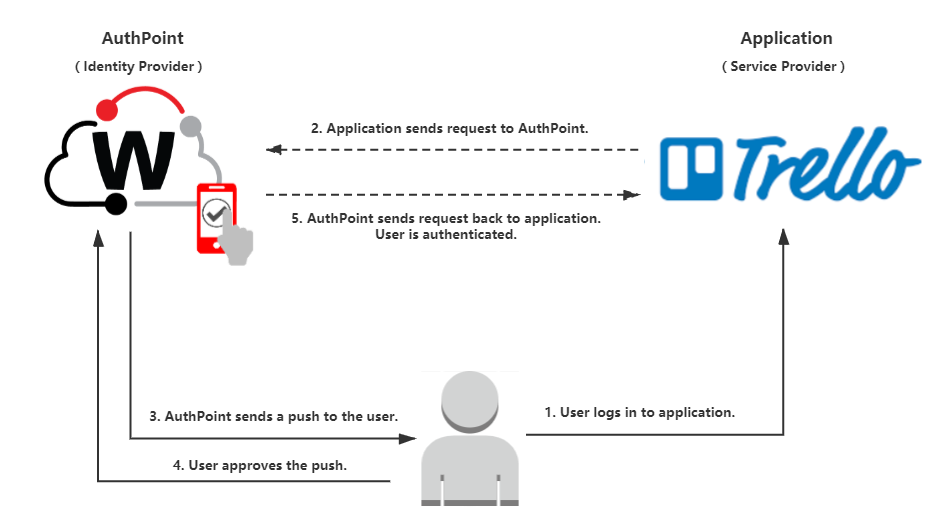 AuthPoint
( Identity Provider )
Application
( Service Provider )
W
Trello
2. Application sends request to AuthPoint.
5. AuthPoint sends request back to application.
User is authenticated.
3. AuthPoint sends a push to the user.
1. User logs in to application.
4. User approves the push.